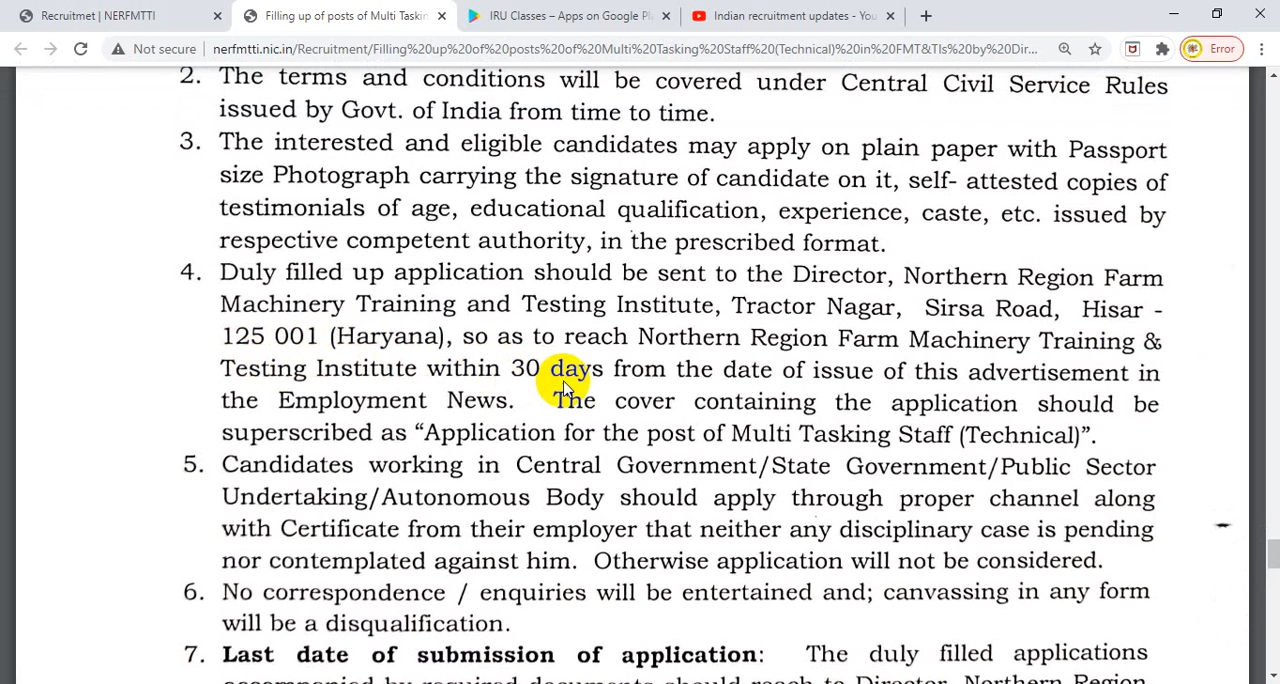 Recruitmet | NERFMTTI
Filling up of posts of Multi Taskin
IRU Classes – Apps on Google Pl
Indian recruitment updates - You
Not secure
nerfmtti.nic.in/Recruitment/Filling%20up%20of%20posts%20of%20Multi%20Tasking%20Staff%20(Technical)%20in%20FMT&TIs%20by%20Dir...
Error
2. The terms and conditions will be covered under Central Civil Service Rules
issued by Govt. of India from time to time.
3. The interested and eligible candidates may apply on plain paper with Passport
size Photograph carrying the signature of candidate on it, self- attested copies of
testimonials of age, educational qualification, experience, caste, etc. issued by
respective competent authority, in the prescribed format.
4. Duly filled up application should be sent to the Director, Northern Region Farm
Machinery Training and Testing Institute, Tractor Nagar, Sirsa Road, Hisar -
125 001 (Haryana), so as to reach Northern Region Farm Machinery Training &
Testing Institute within 30 days from the date of issue of this advertisement in
the Employment News. The cover containing the application should be
superscribed as “Application for the post of Multi Tasking Staff (Technical)”.
5. Candidates working in Central Government/State Government/Public Sector
Undertaking/Autonomous Body should apply through proper channel along
with Certificate from their employer that neither any disciplinary case is pending
nor contemplated against him. Otherwise application will not be considered.
6. No correspondence / enquiries will be entertained and; canvassing in any form
will be a disqualification.
7. Last date of submission of application: The duly filled applications
accompanied by required documents should reach to Director, Northern Region